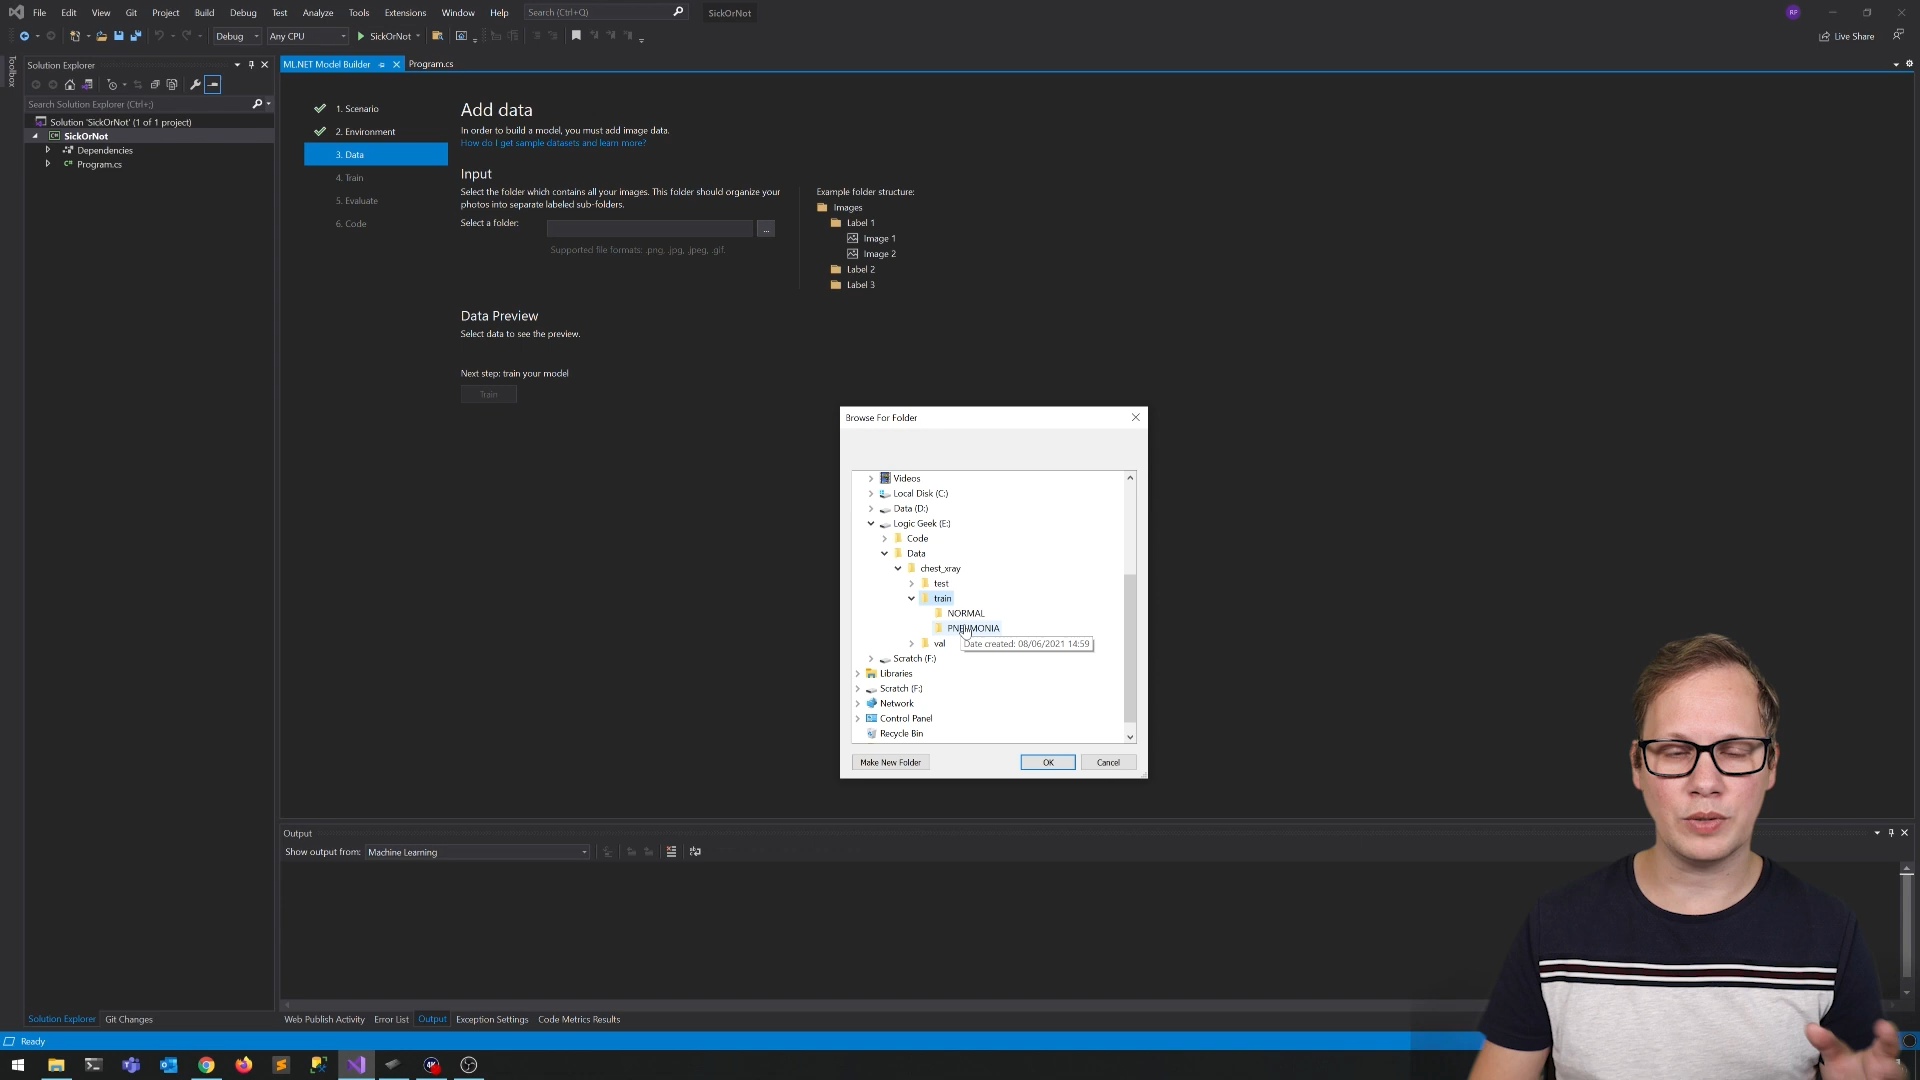 File Edit View Git Project Build Debug Test Analyze Tools Extensions Window Help Search (Ctrl+Q) SickOrNot RP
Debug Any CPU SickOrNot Live Share
Toolbox
Solution Explorer
Search Solution Explorer (Ctrl+;)
Solution 'SickOrNot' (1 of 1 project)
SickOrNot
Dependencies
C# Program.cs
ML.NET Model Builder Program.cs
1. Scenario
2. Environment
3. Data
4. Train
5. Evaluate
6. Code
Add data
In order to build a model, you must add image data.
How do I get sample datasets and learn more?
Input
Select the folder which contains all your images. This folder should organize your
photos into separate labeled sub-folders.
Select a folder: ...
Supported file formats: .png, .jpg, .jpeg, .gif.
Example folder structure:
Images
Label 1
Image 1
Image 2
Label 2
Label 3
Data Preview
Select data to see the preview.
Next step: train your model
Train
Browse For Folder
Videos
Local Disk (C:)
Data (D:)
Logic Geek (E:)
Code
Data
chest_xray
test
train
NORMAL
PNEUMONIA
val
Date created: 08/06/2021 14:59
Scratch (F:)
Libraries
Scratch (F:)
Network
Control Panel
Recycle Bin
Make New Folder OK Cancel
Output
Show output from: Machine Learning
Solution Explorer Git Changes
Web Publish Activity Error List Output Exception Settings Code Metrics Results
Ready